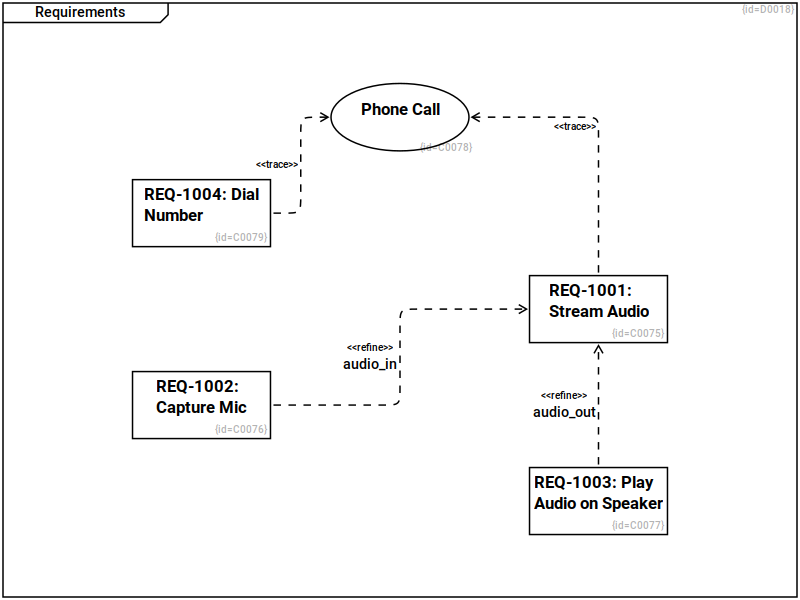 Requirements
{id=D0018}
Phone Call
{id=C0078}
<<trace>>
<<trace>>
REQ-1004: Dial
Number
{id=C0079}
REQ-1001:
Stream Audio
{id=C0075}
<<refine>>
audio_in
REQ-1002:
Capture Mic
{id=C0076}
<<refine>>
audio_out
REQ-1003: Play
Audio on Speaker
{id=C0077}